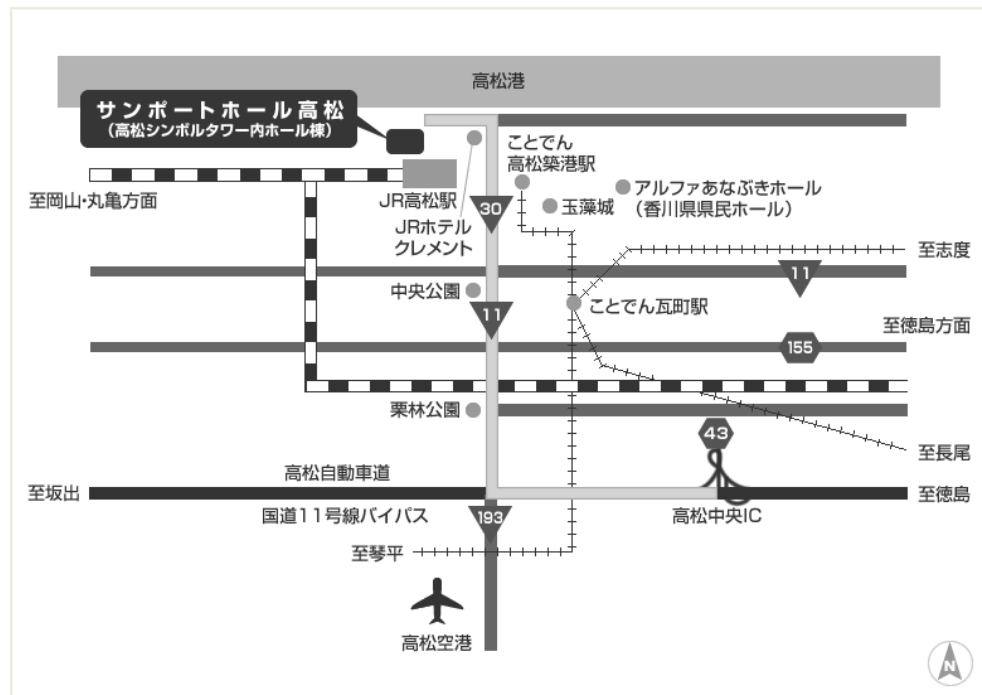 高松港
サンポートホール高松
(高松シンボルタワー内ホール棟)
ことでん
高松築港駅
至岡山・丸亀方面
JR高松駅
30
玉藻城
アルファあなぶきホール
(香川県県民ホール)
JRホテル
クレメント
至志度
11
中央公園
11
ことでん瓦町駅
至徳島方面
155
栗林公園
43
至長尾
高松自動車道
至坂出
至徳島
国道11号線バイパス
193
高松中央IC
至琴平
高松空港
N